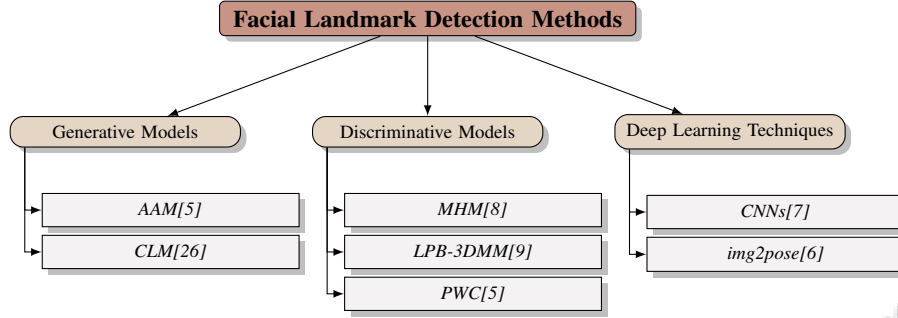 Facial Landmark Detection Methods
Generative Models
AAM[5]
CLM[26]
Discriminative Models
MHM[8]
LPB-3DMM[9]
PWC[5]
Deep Learning Techniques
CNNs[7]
img2pose[6]